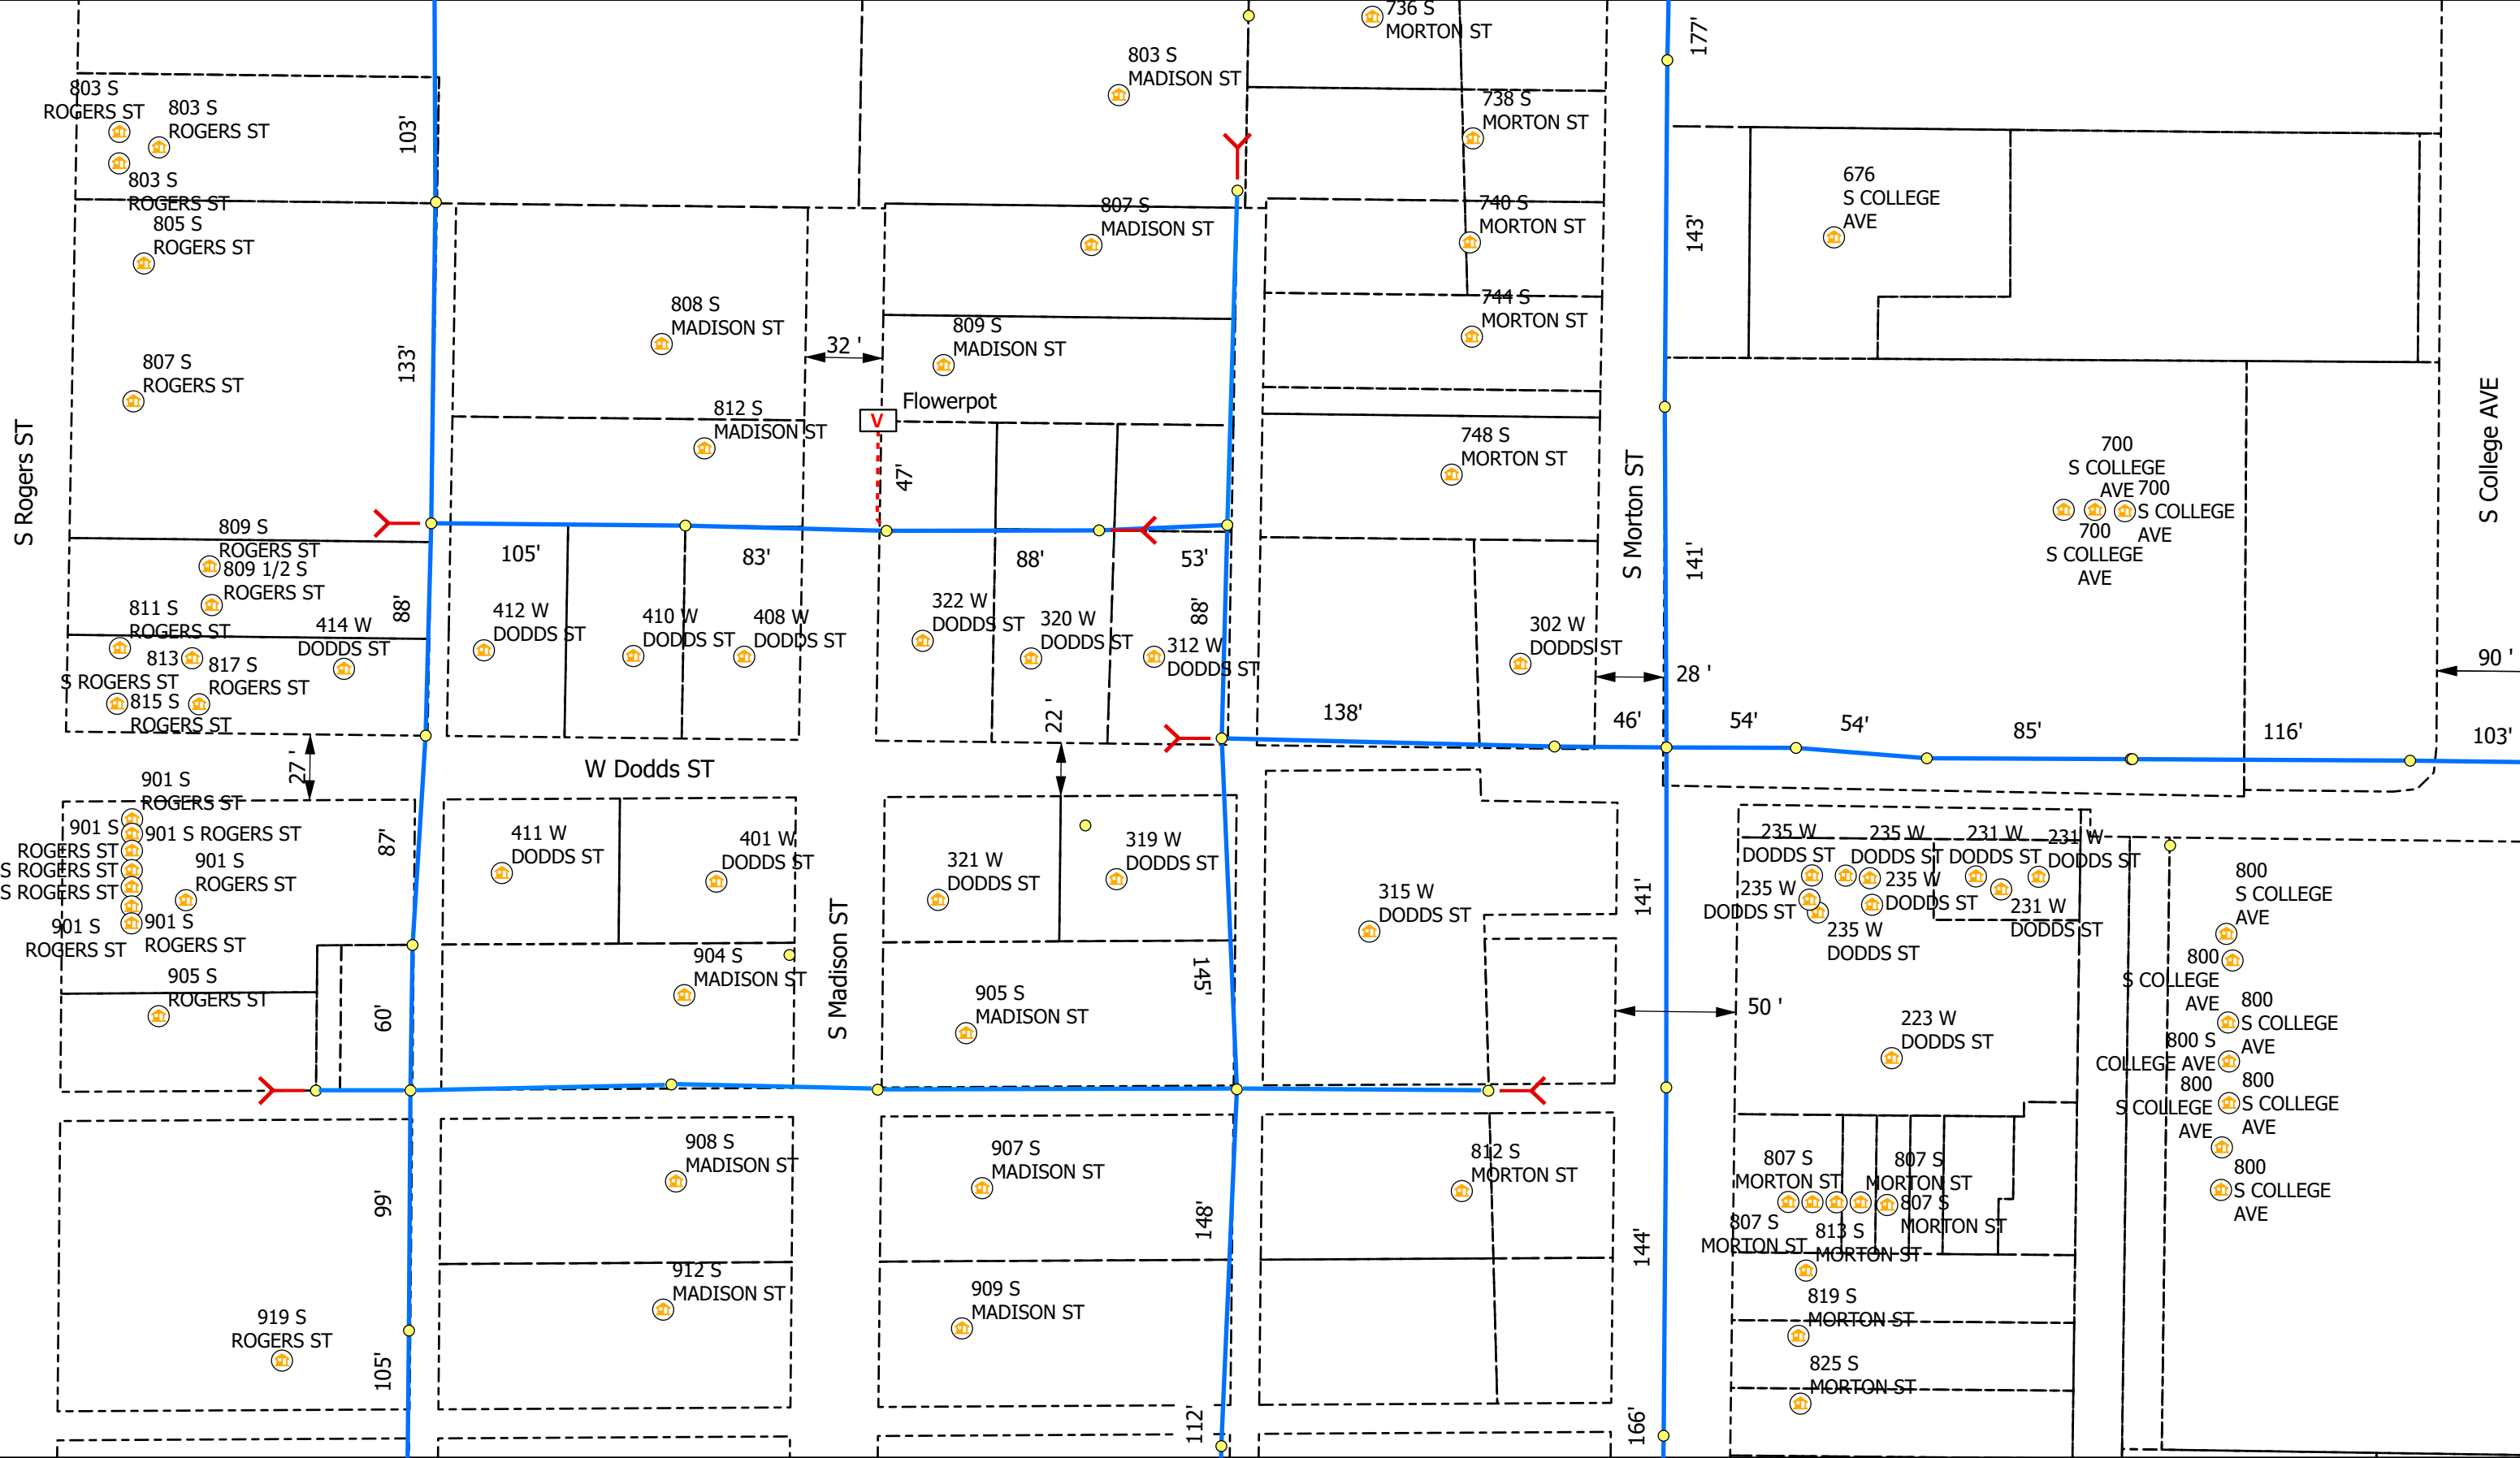 736 S
MORTON ST
177'
803 S
MADISON ST
803 S
ROGERS ST
803 S
ROGERS ST
103'
738 S
MORTON ST
803 S
ROGERS ST
676
S COLLEGE
AVE
805 S
ROGERS ST
807 S
MADISON ST
740 S
MORTON ST
143'
808 S
MADISON ST
32 '
809 S
MADISON ST
744 S
MORTON ST
807 S
ROGERS ST
133'
Flowerpot
V
812 S
MADISON ST
47'
748 S
MORTON ST
S Rogers ST
S Morton ST
S College AVE
700
S COLLEGE
AVE
700
S COLLEGE
AVE
700
S COLLEGE
AVE
809 S
ROGERS ST
809 1/2 S
ROGERS ST
105'
83'
88'
53'
141'
811 S
ROGERS ST
414 W
DODDS ST
88'
412 W
DODDS ST
410 W
DODDS ST
408 W
DODDS ST
322 W
DODDS ST
320 W
DODDS ST
88'
312 W
DODDS ST
302 W
DODDS ST
813
S ROGERS ST
817 S
ROGERS ST
815 S
ROGERS ST
28 '
90 '
22 '
138'
46'
54'
54'
85'
116'
103'
27 '
W Dodds ST
901 S
ROGERS ST
901 S
ROGERS ST
901 S ROGERS ST
S ROGERS ST
S ROGERS ST
901 S
ROGERS ST
901 S
ROGERS ST
901 S
ROGERS ST
87'
411 W
DODDS ST
401 W
DODDS ST
321 W
DODDS ST
319 W
DODDS ST
315 W
DODDS ST
141'
235 W
DODDS ST
235 W
DODDS ST
231 W
DODDS ST
231 W
DODDS ST
235 W
DODDS ST
235 W
DODDS ST
235 W
DODDS ST
231 W
DODDS ST
800
S COLLEGE
AVE
905 S
ROGERS ST
60'
904 S
MADISON ST
S Madison ST
905 S
MADISON ST
145'
50 '
223 W
DODDS ST
800
S COLLEGE
AVE
800
S COLLEGE
AVE
800 S
COLLEGE AVE
800
S COLLEGE
AVE
800
S COLLEGE
AVE
800
S COLLEGE
AVE
99'
908 S
MADISON ST
907 S
MADISON ST
148'
812 S
MORTON ST
144'
807 S
MORTON ST
807 S
MORTON ST
807 S
MORTON ST
807 S
MORTON ST
813 S
MORTON ST
919 S
ROGERS ST
105'
912 S
MADISON ST
909 S
MADISON ST
819 S
MORTON ST
825 S
MORTON ST
112'
166'